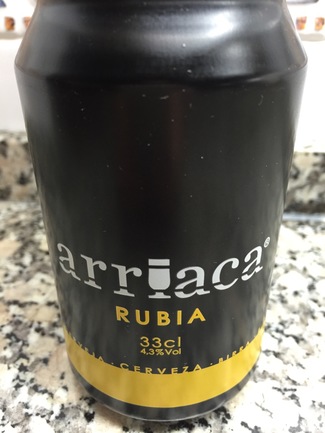 arriaca®
RUBIA
33cl
4,3%Vol
CERVEZA